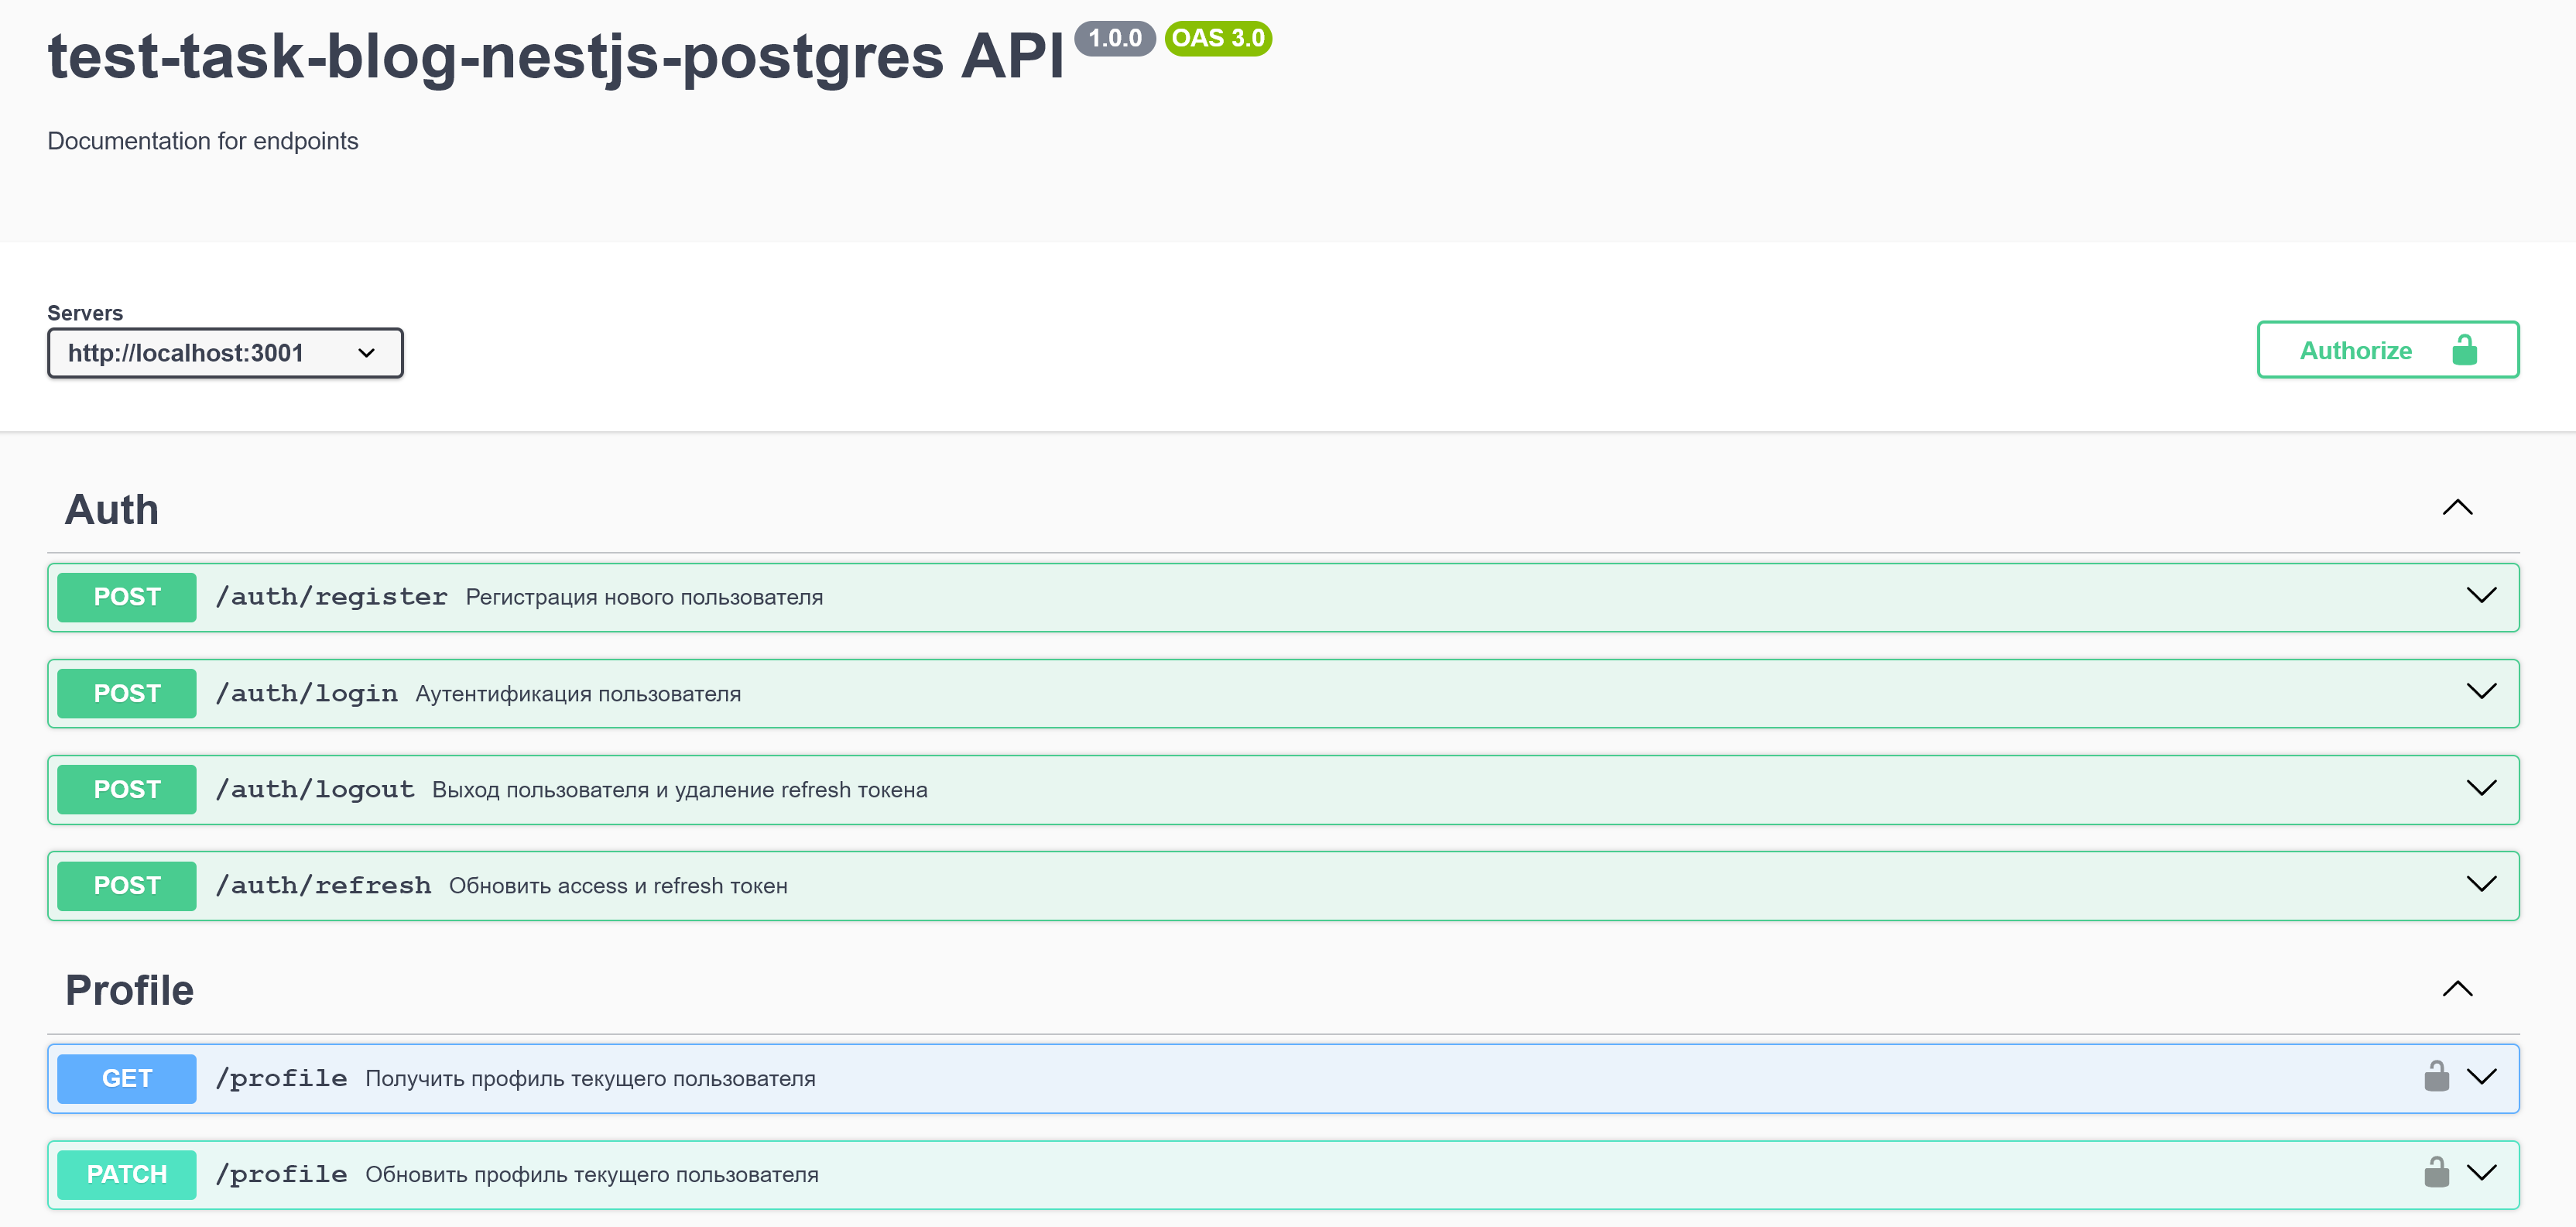 test-task-blog-nestjs-postgres API 1.0.0 OAS 3.0
Documentation for endpoints
Servers
http://localhost:3001
Authorize
Auth
POST /auth/register Регистрация нового пользователя
POST /auth/login Аутентификация пользователя
POST /auth/logout Выход пользователя и удаление refresh токена
POST /auth/refresh Обновить access и refresh токен
Profile
GET /profile Получить профиль текущего пользователя
PATCH /profile Обновить профиль текущего пользователя